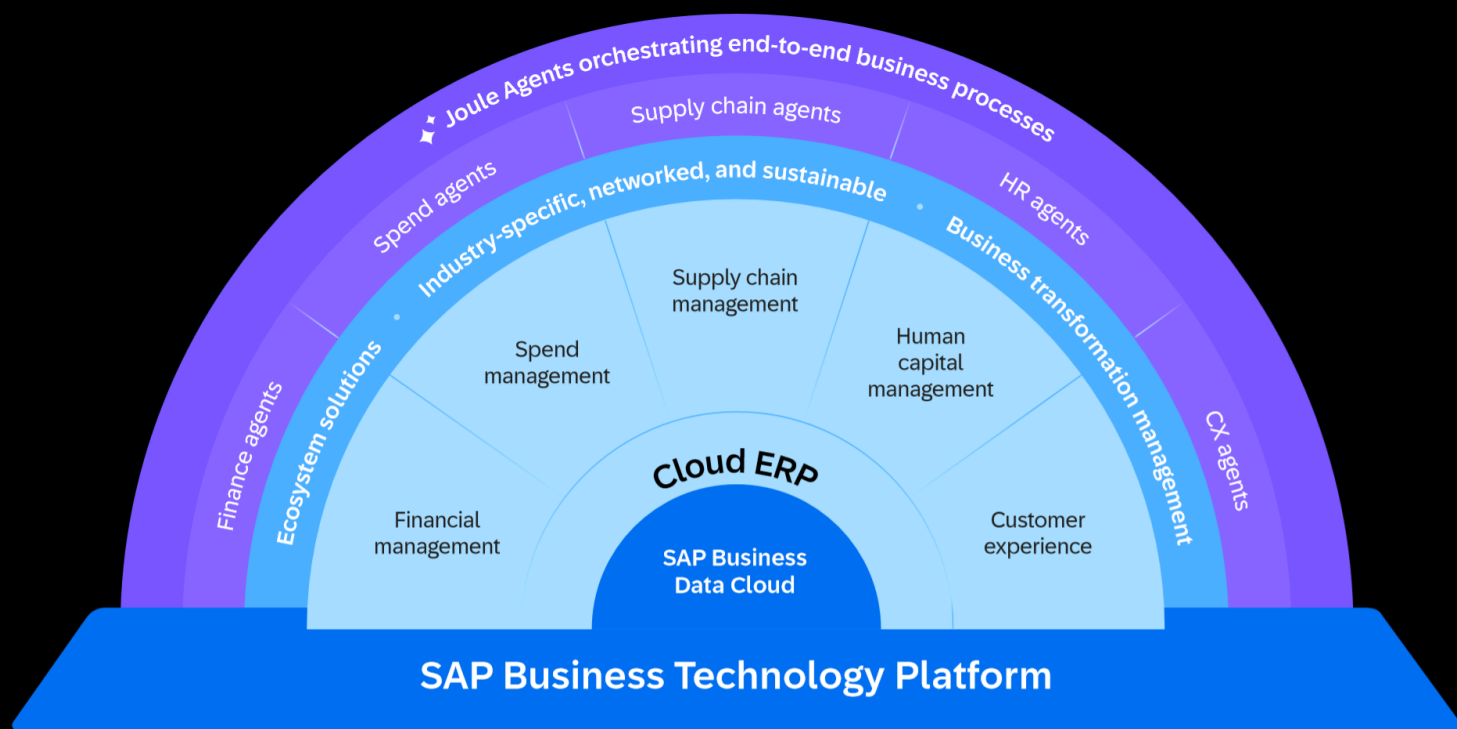 Joule Agents orchestrating end-to-end business processes
Finance agents
Spend agents
Supply chain agents
HR agents
CX agents
Ecosystem solutions • Industry-specific, networked, and sustainable • Business transformation management
Financial
management
Spend
management
Supply chain
management
Human
capital
management
Customer
experience
Cloud ERP
SAP Business
Data Cloud
SAP Business Technology Platform